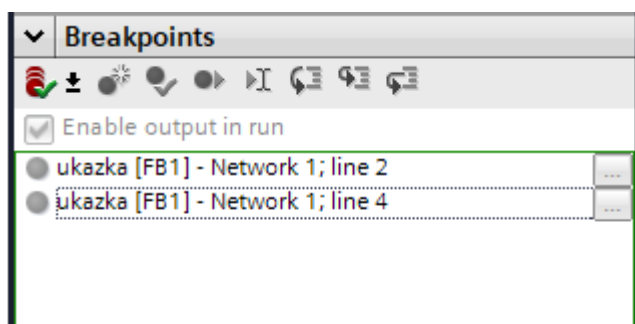 Breakpoints
Enable output in run
ukazka [FB1] - Network 1; line 2
...
ukazka [FB1] - Network 1; line 4
...